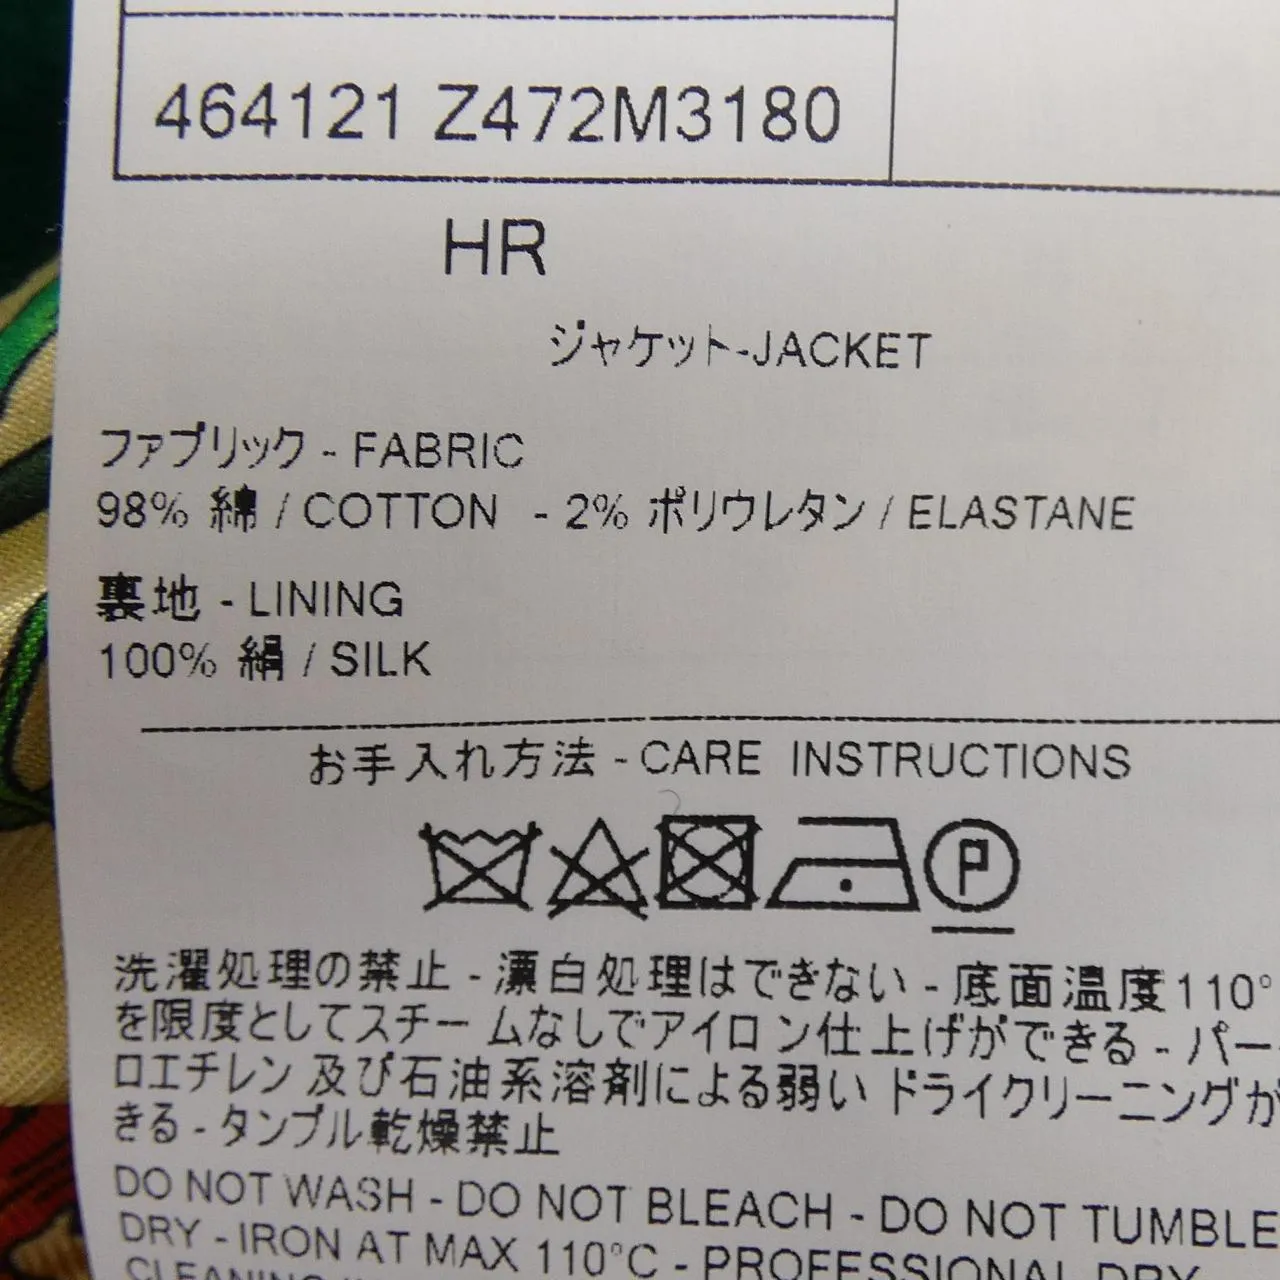 464121 Z472M3180
HR
ジャケット-JACKET
ファブリック - FABRIC
98% 綿 / COTTON - 2% ポリウレタン / ELASTANE
裏地 - LINING
100% 絹 / SILK
お手入れ方法 - CARE INSTRUCTIONS
P
洗濯処理の禁止 - 漂白処理はできない - 底面温度110°
を限度としてスチームなしでアイロン仕上げができる - パー
ロエチレン及び石油系溶剤による弱いドライクリーニングが
きる - タンブル乾燥禁止
DO NOT WASH - DO NOT BLEACH - DO NOT TUMBLE
DRY - IRON AT MAX 110°C - PROFESSIONAL DRY
CLEANING